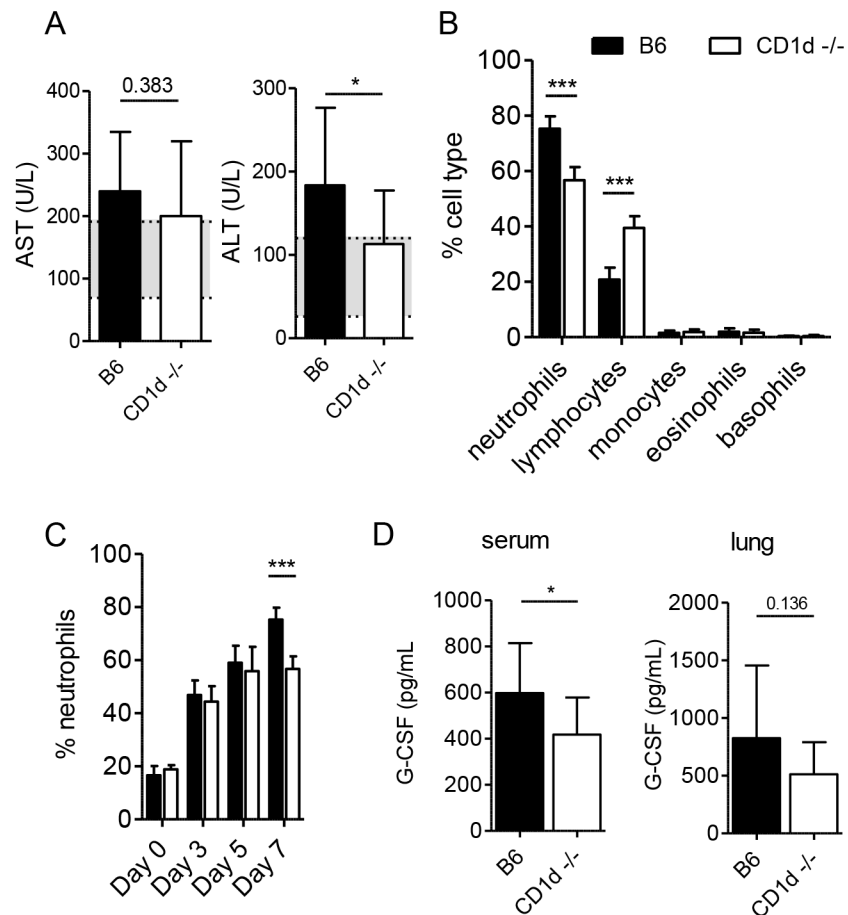 A
B
B6
CD1d -/-
0.383
*
AST (U/L)
400
300
200
100
0
B6
CD1d -/-
ALT (U/L)
300
200
100
0
B6
CD1d -/-
***
***
% cell type
100
80
60
40
20
0
neutrophils
lymphocytes
monocytes
eosinophils
basophils
C
***
% neutrophils
100
80
60
40
20
0
Day 0
Day 3
Day 5
Day 7
D
serum
lung
*
G-CSF (pg/mL
1000
800
600
400
200
0
B6
CD1d -/-
0.136
G-CSF (pg/mL)
2000
1500
1000
500
0
B6
CD1d -/-